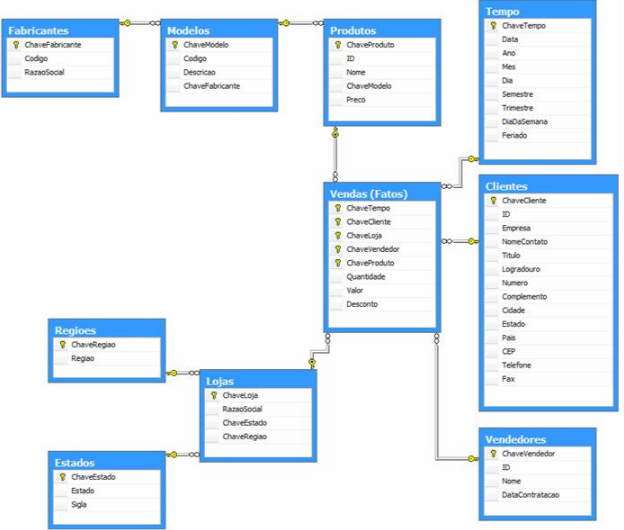 Fabricantes
ChaveFabricante
Codigo
RazaoSocial
Modelos
ChaveModelo
Codigo
Descricao
ChaveFabricante
Produtos
ChaveProduto
ID
Nome
ChaveModelo
Preco
Tempo
ChaveTempo
Data
Ano
Mes
Dia
Semestre
Trimestre
DiaDaSemana
Feriado
Vendas (Fatos)
ChaveTempo
ChaveCliente
ChaveLoja
ChaveVendedor
ChaveProduto
Quantidade
Valor
Desconto
Clientes
ChaveCliente
ID
Empresa
NomeContato
Titulo
Logradouro
Numero
Complemento
Cidade
Estado
Pais
CEP
Telefone
Fax
Regioes
ChaveRegiao
Regiao
Lojas
ChaveLoja
RazaoSocial
ChaveEstado
ChaveRegiao
Estados
ChaveEstado
Estado
Sigla
Vendedores
ChaveVendedor
ID
Nome
DataContratacao